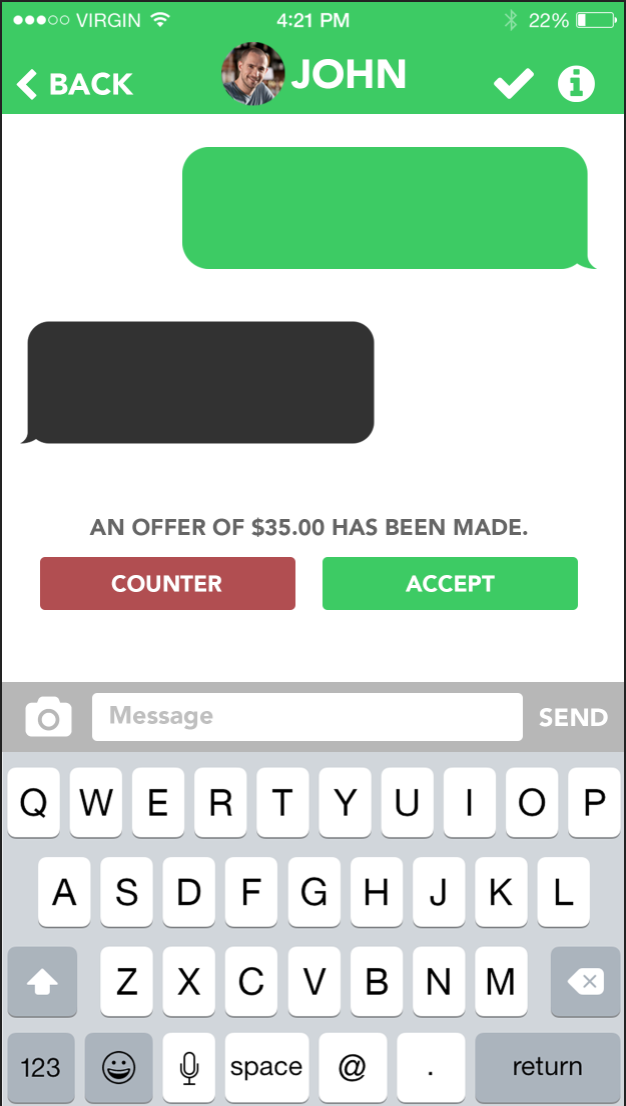 VIRGIN 4:21 PM 22%
BACK JOHN
AN OFFER OF $35.00 HAS BEEN MADE.
COUNTER ACCEPT
Message SEND
Q W E R T Y U I O P
A S D F G H J K L
Z X C V B N M
123 space @ . return